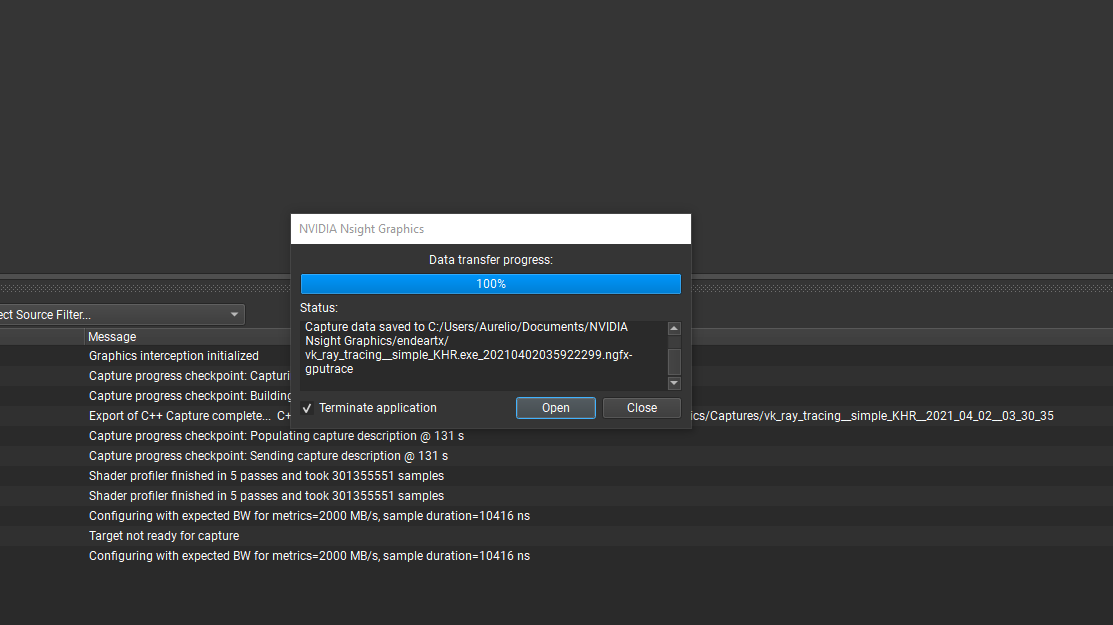 NVIDIA Nsight Graphics
Data transfer progress:
100%
Status:
Capture data saved to C:/Users/Aurelio/Documents/NVIDIA
Nsight Graphics/endeartx/
vk_ray_tracing__simple_KHR.exe_20210402035922299.ngfx-
gputrace
Terminate application
Open
Close
ect Source Filter...
Message
Graphics interception initialized
Capture progress checkpoint: Capturi
Capture progress checkpoint: Building
Export of C++ Capture complete... C+ ics/Captures/vk_ray_tracing__simple_KHR__2021_04_02__03_30_35
Capture progress checkpoint: Populating capture description @ 131 s
Capture progress checkpoint: Sending capture description @ 131 s
Shader profiler finished in 5 passes and took 301355551 samples
Shader profiler finished in 5 passes and took 301355551 samples
Configuring with expected BW for metrics=2000 MB/s, sample duration=10416 ns
Target not ready for capture
Configuring with expected BW for metrics=2000 MB/s, sample duration=10416 ns